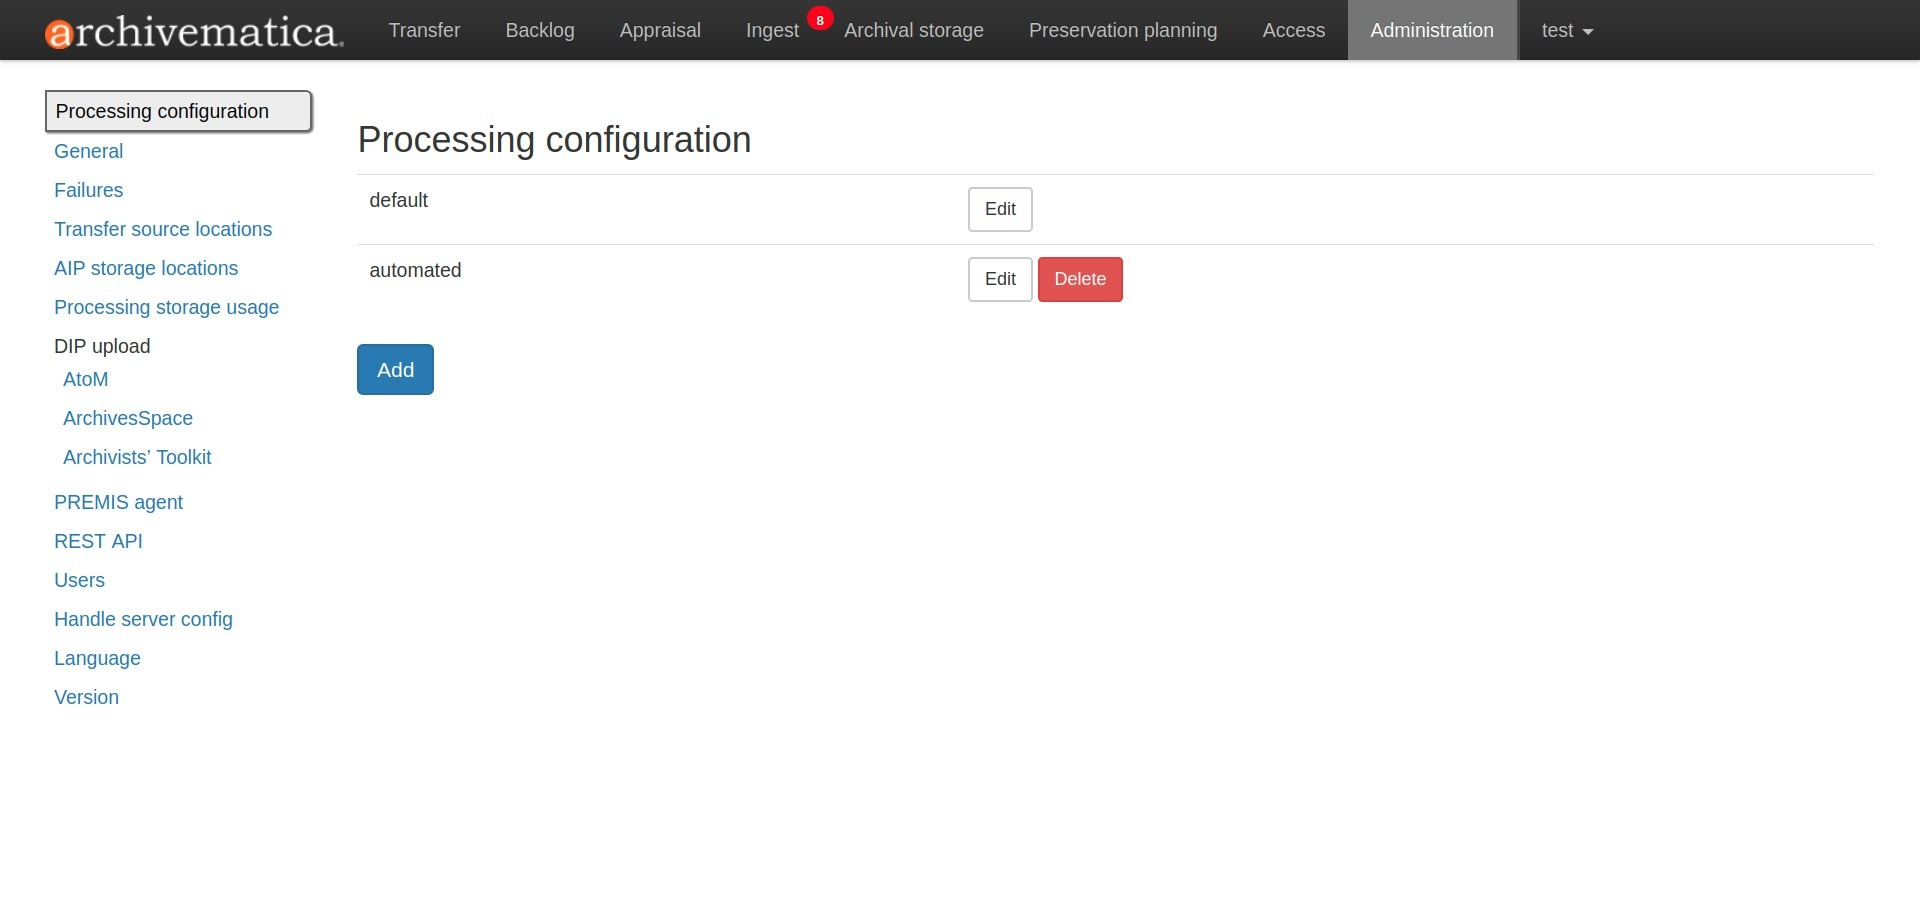 archivematica Transfer Backlog Appraisal Ingest 8 Archival storage Preservation planning Access Administration test
Processing configuration
General
Failures
Transfer source locations
AIP storage locations
Processing storage usage
DIP upload
AtoM
ArchivesSpace
Archivists’ Toolkit
PREMIS agent
REST API
Users
Handle server config
Language
Version
Processing configuration
default Edit
automated Edit Delete
Add